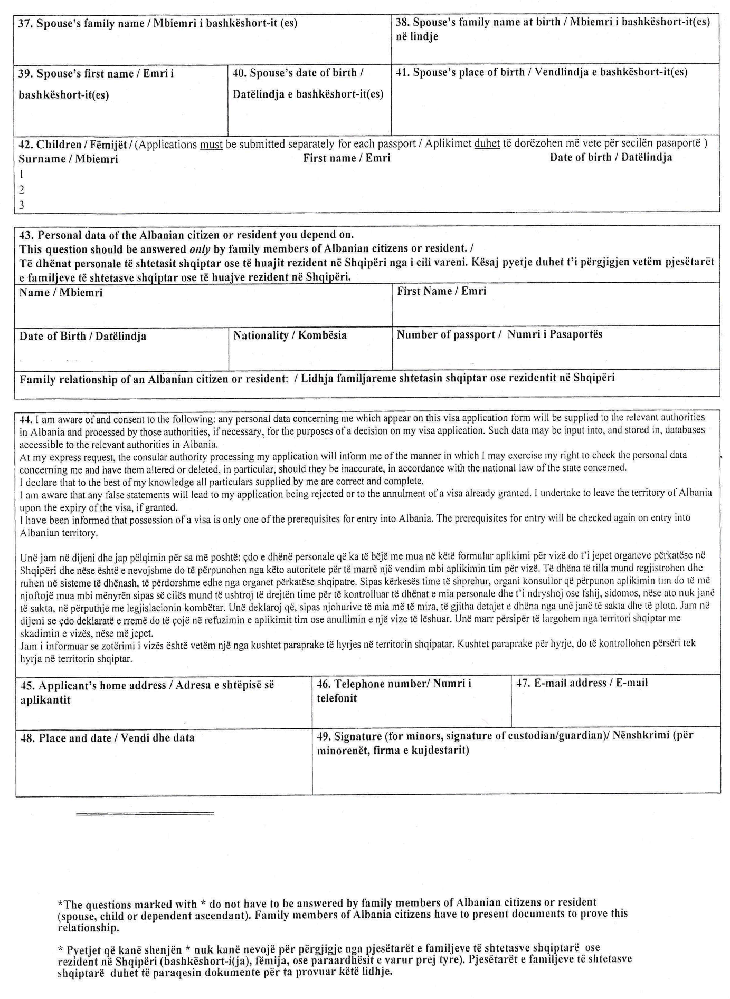 37. Spouse's family name / Mbiemri i bashkëshort-it (es)
38. Spouse's family name at birth / Mbiemri i bashkëshort-it(es)
në lindje
39. Spouse's first name / Emri i
bashkëshort-it(es)
40. Spouse's date of birth /
Datëlindja e bashkëshort-it(es)
41. Spouse's place of birth / Vendlindja e bashkëshort-it(es)
42. Children / Fëmijët / (Applications must be submitted separately for each passport / Aplikimet duhet të dorëzohen më vete për secilën pasaportë )
Surname / Mbiemri First name / Emri Date of birth / Datëlindja
1
2
3
43. Personal data of the Albanian citizen or resident you depend on.
This question should be answered only by family members of Albanian citizens or resident. /
Të dhënat personale të shtetasit shqiptar ose të huajit rezident në Shqipëri nga i cili vareni. Kësaj pyetje duhet t'i përgjigjen vetëm pjesëtarët
e familjeve të shtetasve shqiptar ose të huajve rezident në Shqipëri.
Name / Mbiemri
First Name / Emri
Date of Birth / Datëlindja
Nationality / Kombësia
Number of passport / Numri i Pasaportës
Family relationship of an Albanian citizen or resident: / Lidhja familjareme shtetasin shqiptar ose rezidentit në Shqipëri
44. I am aware of and consent to the following: any personal data concerning me which appear on this visa application form will be supplied to the relevant authorities
in Albania and processed by those authorities, if necessary, for the purposes of a decision on my visa application. Such data may be input into, and stored in, databases
accessible to the relevant authorities in Albania.
At my express request, the consular authority processing my application will inform me of the manner in which I may exercise my right to check the personal data
concerning me and have them altered or deleted, in particular, should they be inaccurate, in accordance with the national law of the state concerned.
I declare that to the best of my knowledge all particulars supplied by me are correct and complete.
I am aware that any false statements will lead to my application being rejected or to the annulment of a visa already granted. I undertake to leave the territory of Albania
upon the expiry of the visa, if granted.
I have been informed that possession of a visa is only one of the prerequisites for entry into Albania. The prerequisites for entry will be checked again on entry into
Albanian territory.
Unë jam në dijeni dhe jap pëlqimin për sa më poshtë: çdo e dhënë personale që ka të bëjë me mua në këtë formular aplikimi për vizë do t'i jepet organeve përkatëse në
Shqipëri dhe nëse është e nevojshme do të përpunohen nga këto autoritete për të marrë një vendim mbi aplikimin tim për vizë. Të dhëna të tilla mund regjistrohen dhe
ruhen në sisteme të dhënash, të përdorshme edhe nga organet përkatëse shqipatre. Sipas kërkesës time të shprehur, organi konsullor që përpunon aplikimin tim do të më
njoftojë mua mbi mënyrën sipas së cilës mund të ushtroj të drejtën time për të kontrolluar të dhënat e mia personale dhe t'i ndryshoj ose fshij, sidomos, nëse ato nuk janë
të sakta, në përputhje me legjislacionin kombëtar. Unë deklaroj që, sipas njohurive të mia më të mira, të gjitha detajet e dhëna nga unë janë të sakta dhe të plota. Jam në
dijeni se çdo deklaratë e rremë do të çojë në refuzimin e aplikimit tim ose anullimin e një vize të lëshuar. Unë marr përsipër të largohem nga territori shqiptar me
skadimin e vizës, nëse më jepet.
Jam i informuar se zotërimi i vizës është vetëm një nga kushtet paraprake të hyrjes në territorin shqipatar. Kushtet paraprake për hyrje, do të kontrollohen përsëri tek
hyrja në territorin shqiptar.
45. Applicant's home address / Adresa e shtëpisë së
aplikantit
46. Telephone number/ Numri i
telefonit
47. E-mail address / E-mail
48. Place and date / Vendi dhe data
49. Signature (for minors, signature of custodian/guardian)/ Nënshkrimi (për
minorenët, firma e kujdestarit)
*The questions marked with * do not have to be answered by family members of Albanian citizens or resident
(spouse, child or dependent ascendant). Family members of Albania citizens have to present documents to prove this
relationship.
* Pyetjet që kanë shenjën * nuk kanë nevojë për përgjigje nga pjesëtarët e familjeve të shtetasve shqiptarë ose
rezident në Shqipëri (bashkëshort-i(ja), fëmija, ose paraardhësit e varur prej tyre). Pjesëtarët e familjeve të shtetasve
shqiptarë duhet të paraqesin dokumente për ta provuar këtë lidhje.